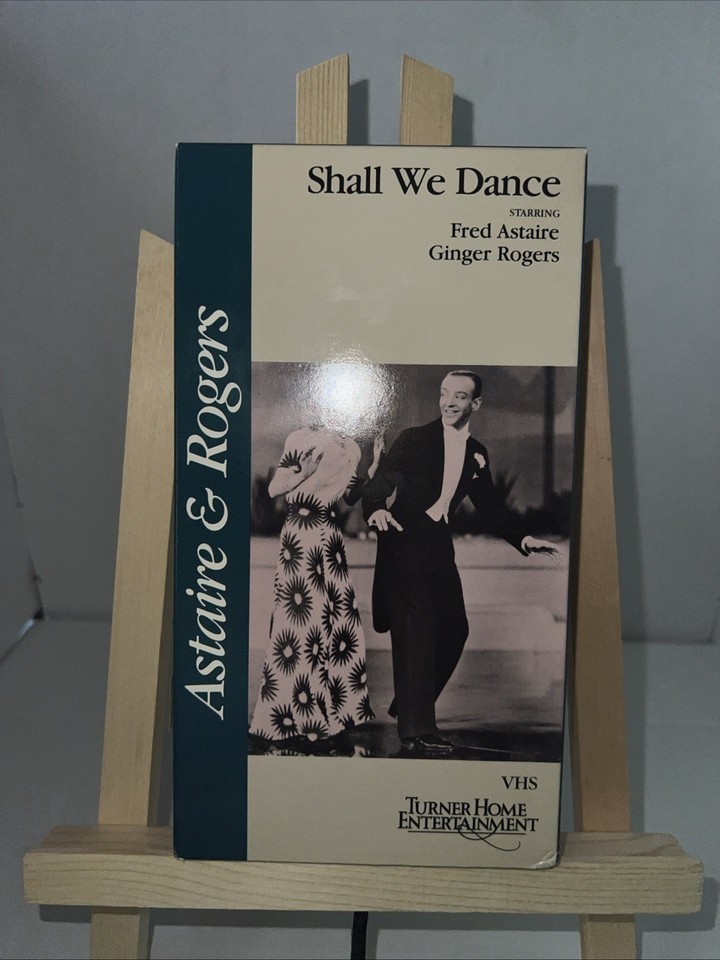 Shall We Dance
STARRING
Fred Astaire
Ginger Rogers
Astaire & Rogers
VHS
TURNER HOME
ENTERTAINMENT